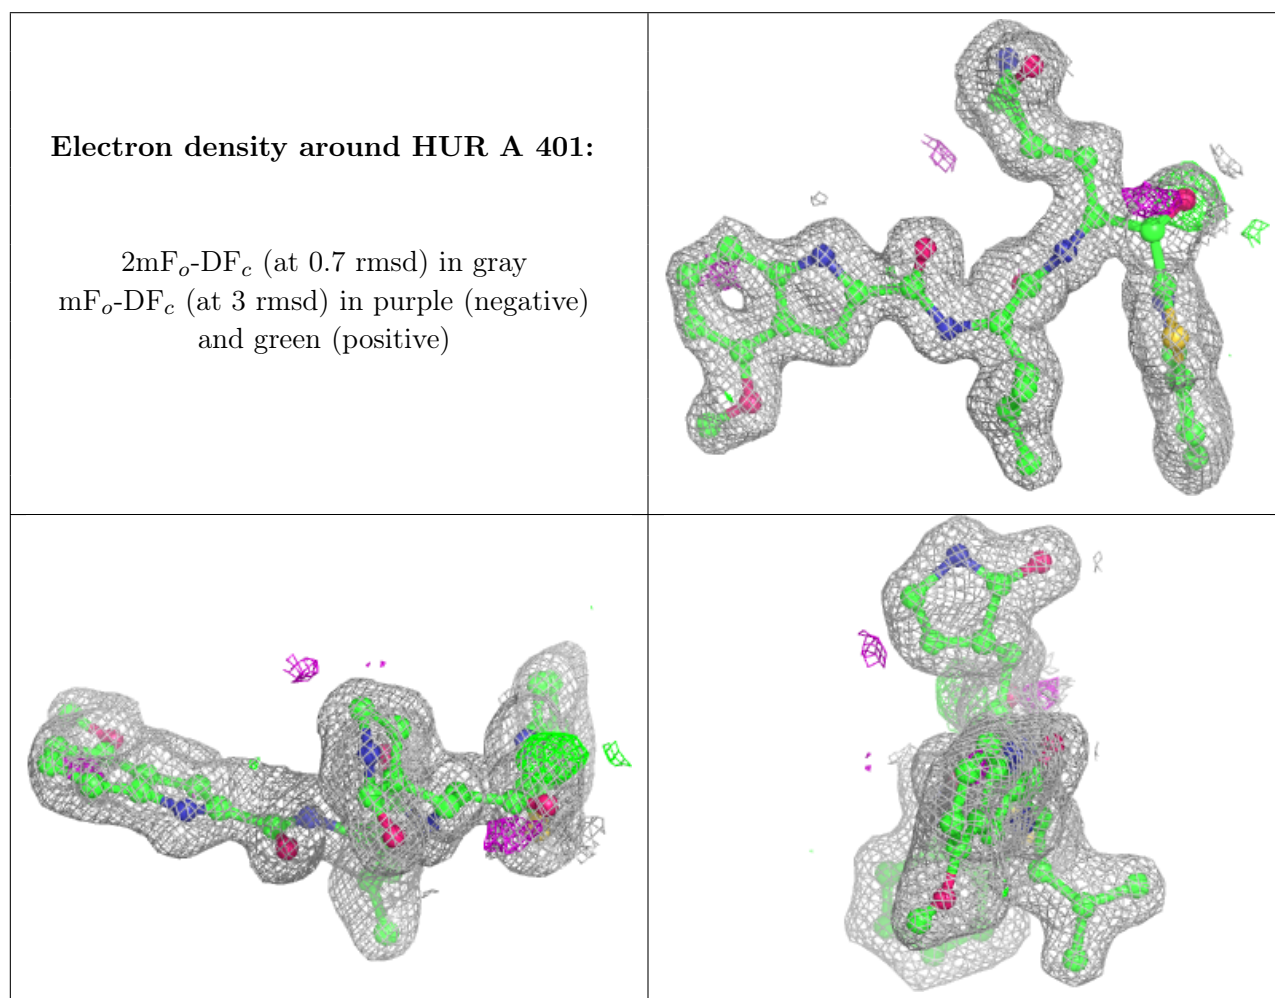 Electron density around HUR A 401:
2mFₒ-DF𝒸 (at 0.7 rmsd) in gray
mFₒ-DF𝒸 (at 3 rmsd) in purple (negative)
and green (positive)